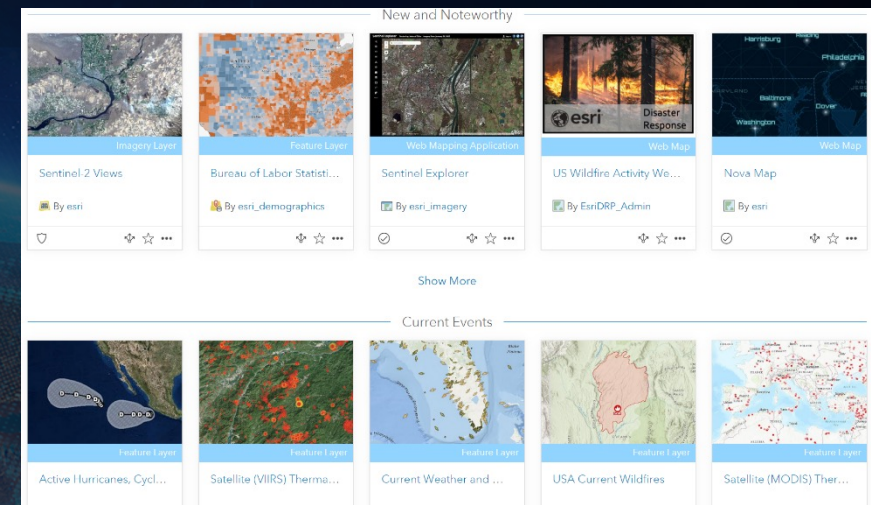 New and Noteworthy
Harrisburg
Reading
Philadelphia
Baltimore
Dover
Washington
esri
Disaster
Response
Imagery Layer
Feature Layer
Web Mapping Application
Web Map
Web Map
Sentinel-2 Views
Bureau of Labor Statisti...
Sentinel Explorer
US Wildfire Activity We...
Nova Map
By esri
By esri_demographics
By esri_imagery
By EsriDRP_Admin
By esri
Show More
Current Events
Feature Layer
Feature Layer
Feature Layer
Feature Layer
Feature Layer
Active Hurricanes, Cycl...
Satellite (VIIRS) Therma...
Current Weather and ...
USA Current Wildfires
Satellite (MODIS) Ther...